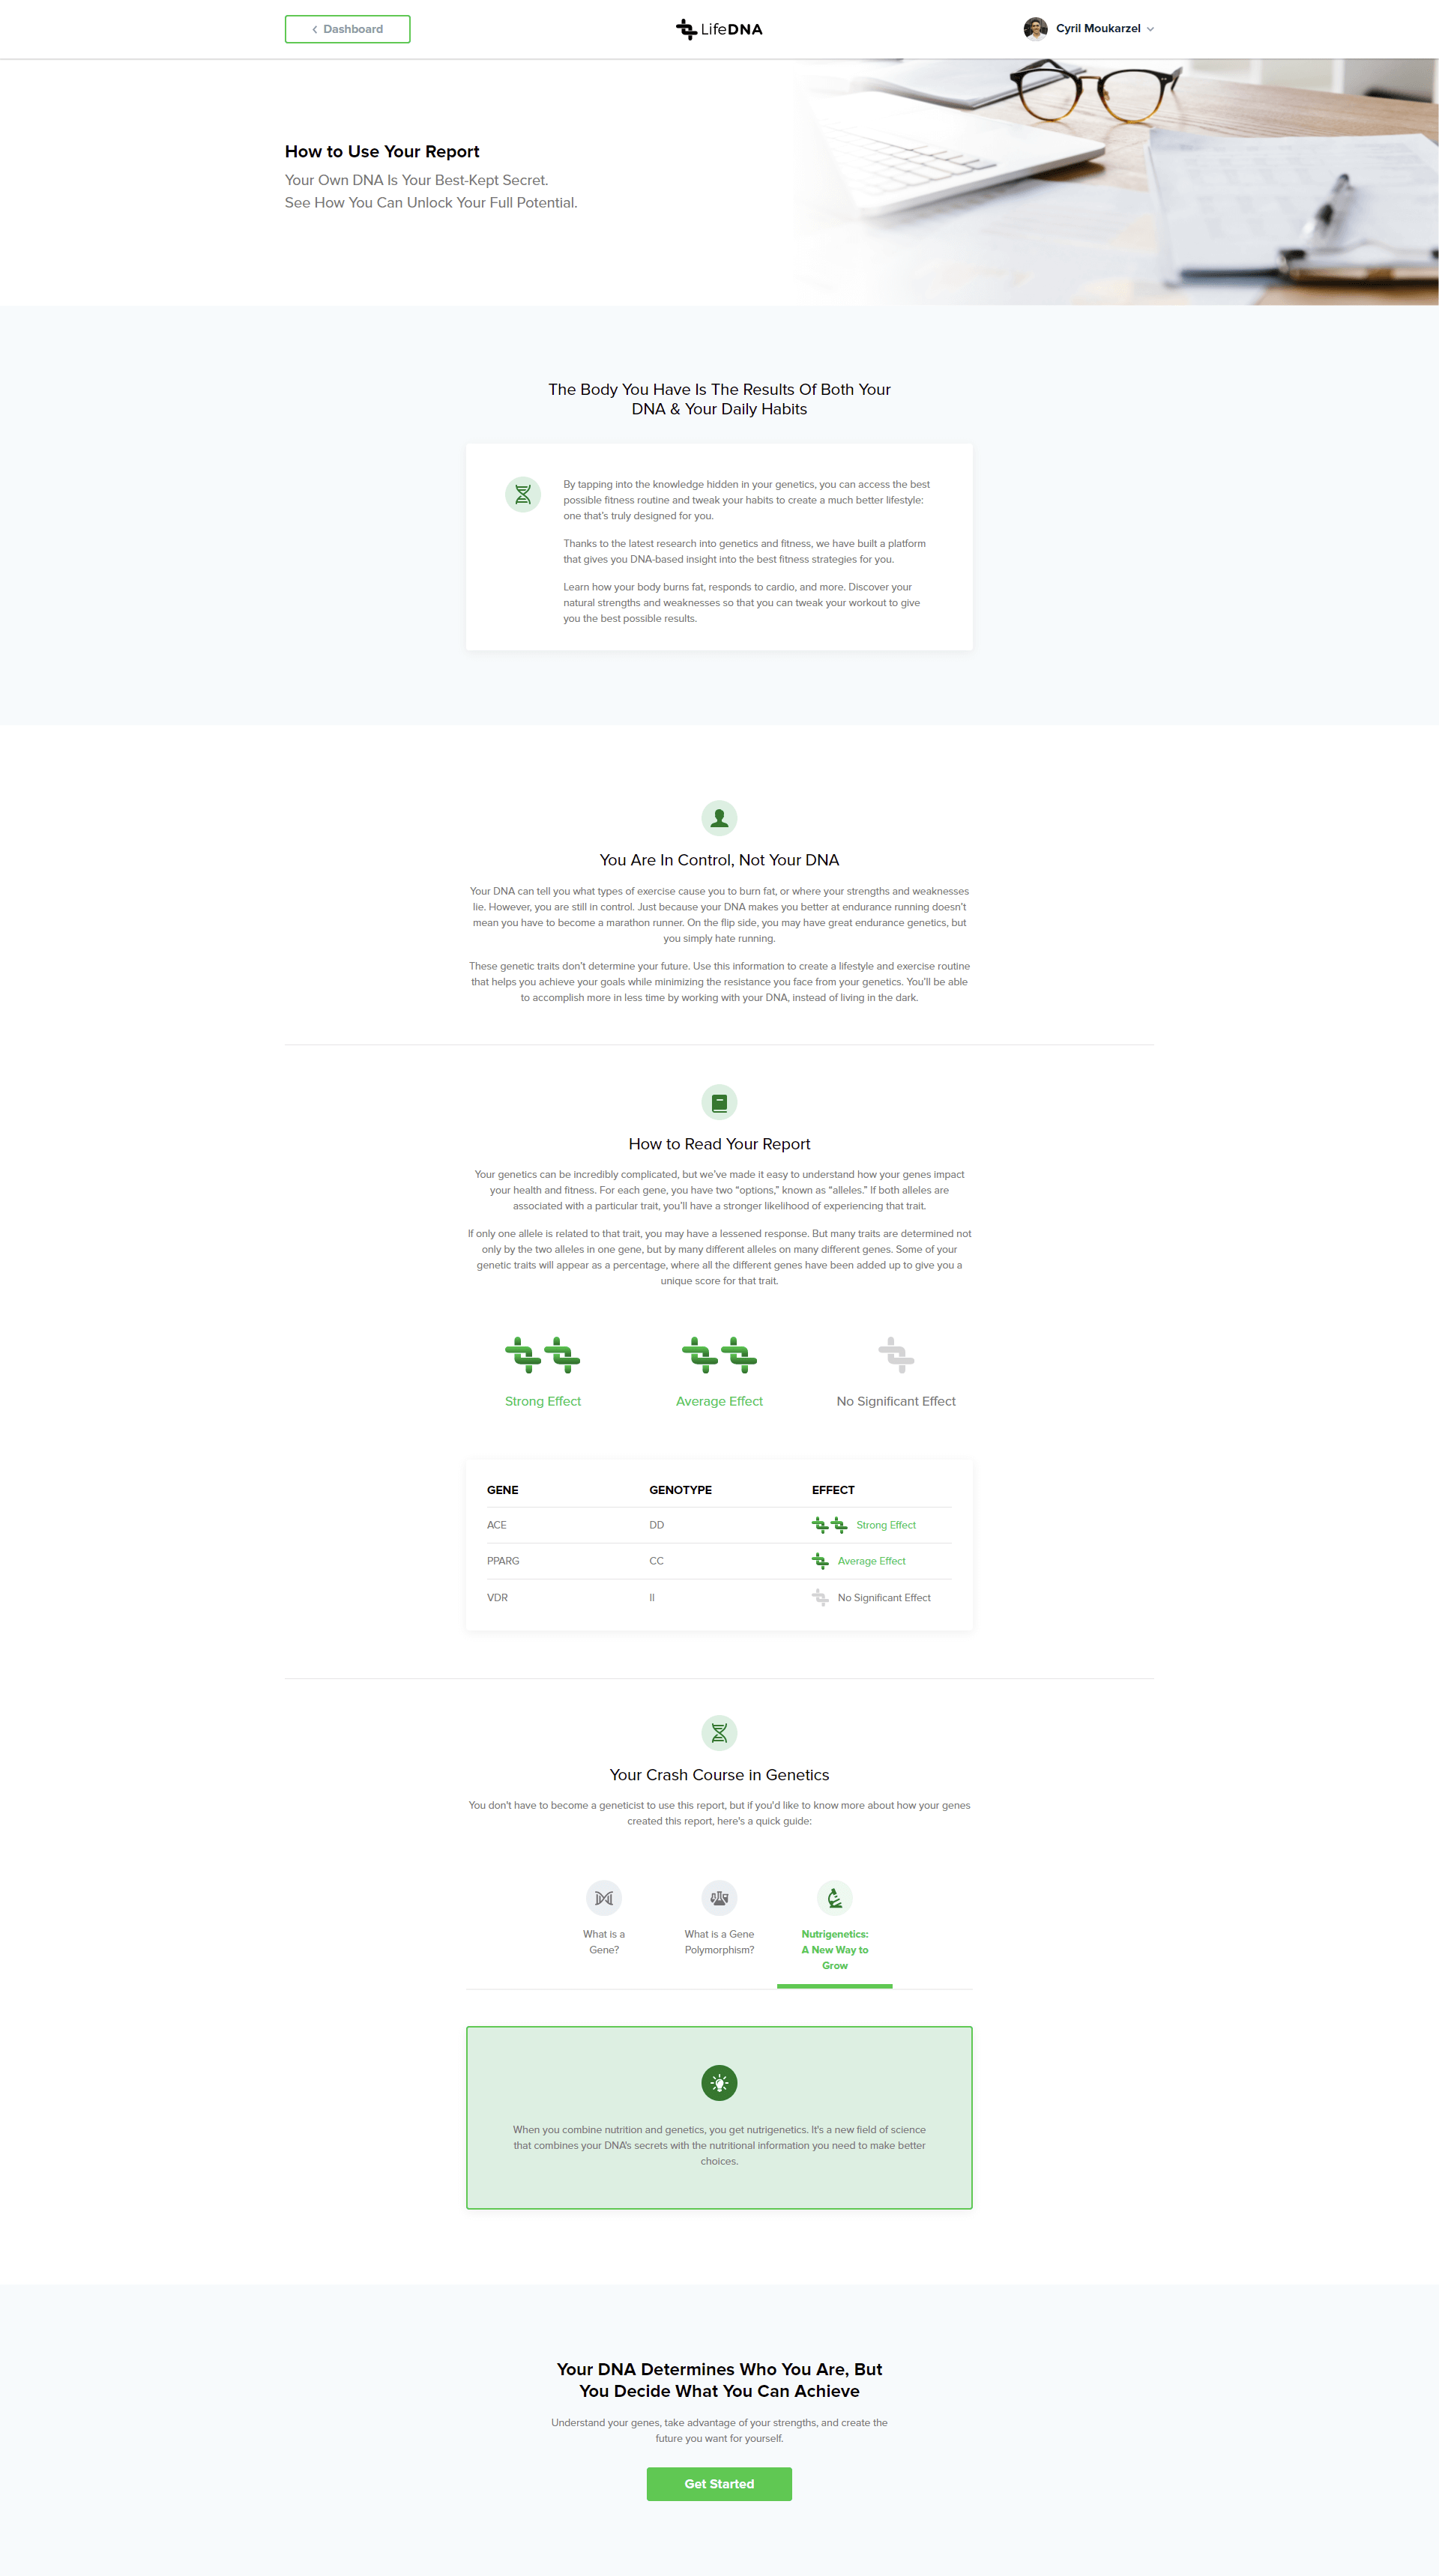 Dashboard
LifeDNA
Cyril Moukarzel
How to Use Your Report
Your Own DNA Is Your Best-Kept Secret.
See How You Can Unlock Your Full Potential.
The Body You Have Is The Results Of Both Your
DNA & Your Daily Habits
By tapping into the knowledge hidden in your genetics, you can access the best
possible fitness routine and tweak your habits to create a much better lifestyle:
one that’s truly designed for you.
Thanks to the latest research into genetics and fitness, we have built a platform
that gives you DNA-based insight into the best fitness strategies for you.
Learn how your body burns fat, responds to cardio, and more. Discover your
natural strengths and weaknesses so that you can tweak your workout to give
you the best possible results.
You Are In Control, Not Your DNA
Your DNA can tell you what types of exercise cause you to burn fat, or where your strengths and weaknesses
lie. However, you are still in control. Just because your DNA makes you better at endurance running doesn’t
mean you have to become a marathon runner. On the flip side, you may have great endurance genetics, but
you simply hate running.
These genetic traits don’t determine your future. Use this information to create a lifestyle and exercise routine
that helps you achieve your goals while minimizing the resistance you face from your genetics. You’ll be able
to accomplish more in less time by working with your DNA, instead of living in the dark.
How to Read Your Report
Your genetics can be incredibly complicated, but we’ve made it easy to understand how your genes impact
your health and fitness. For each gene, you have two “options,” known as “alleles.” If both alleles are
associated with a particular trait, you’ll have a stronger likelihood of experiencing that trait.
If only one allele is related to that trait, you may have a lessened response. But many traits are determined not
only by the two alleles in one gene, but by many different alleles on many different genes. Some of your
genetic traits will appear as a percentage, where all the different genes have been added up to give you a
unique score for that trait.
Strong Effect
Average Effect
No Significant Effect
GENE GENOTYPE EFFECT
ACE DD Strong Effect
PPARG CC Average Effect
VDR II No Significant Effect
Your Crash Course in Genetics
You don't have to become a geneticist to use this report, but if you'd like to know more about how your genes
created this report, here's a quick guide:
What is a
Gene?
What is a Gene
Polymorphism?
Nutrigenetics:
A New Way to
Grow
When you combine nutrition and genetics, you get nutrigenetics. It's a new field of science
that combines your DNA's secrets with the nutritional information you need to make better
choices.
Your DNA Determines Who You Are, But
You Decide What You Can Achieve
Understand your genes, take advantage of your strengths, and create the
future you want for yourself.
Get Started